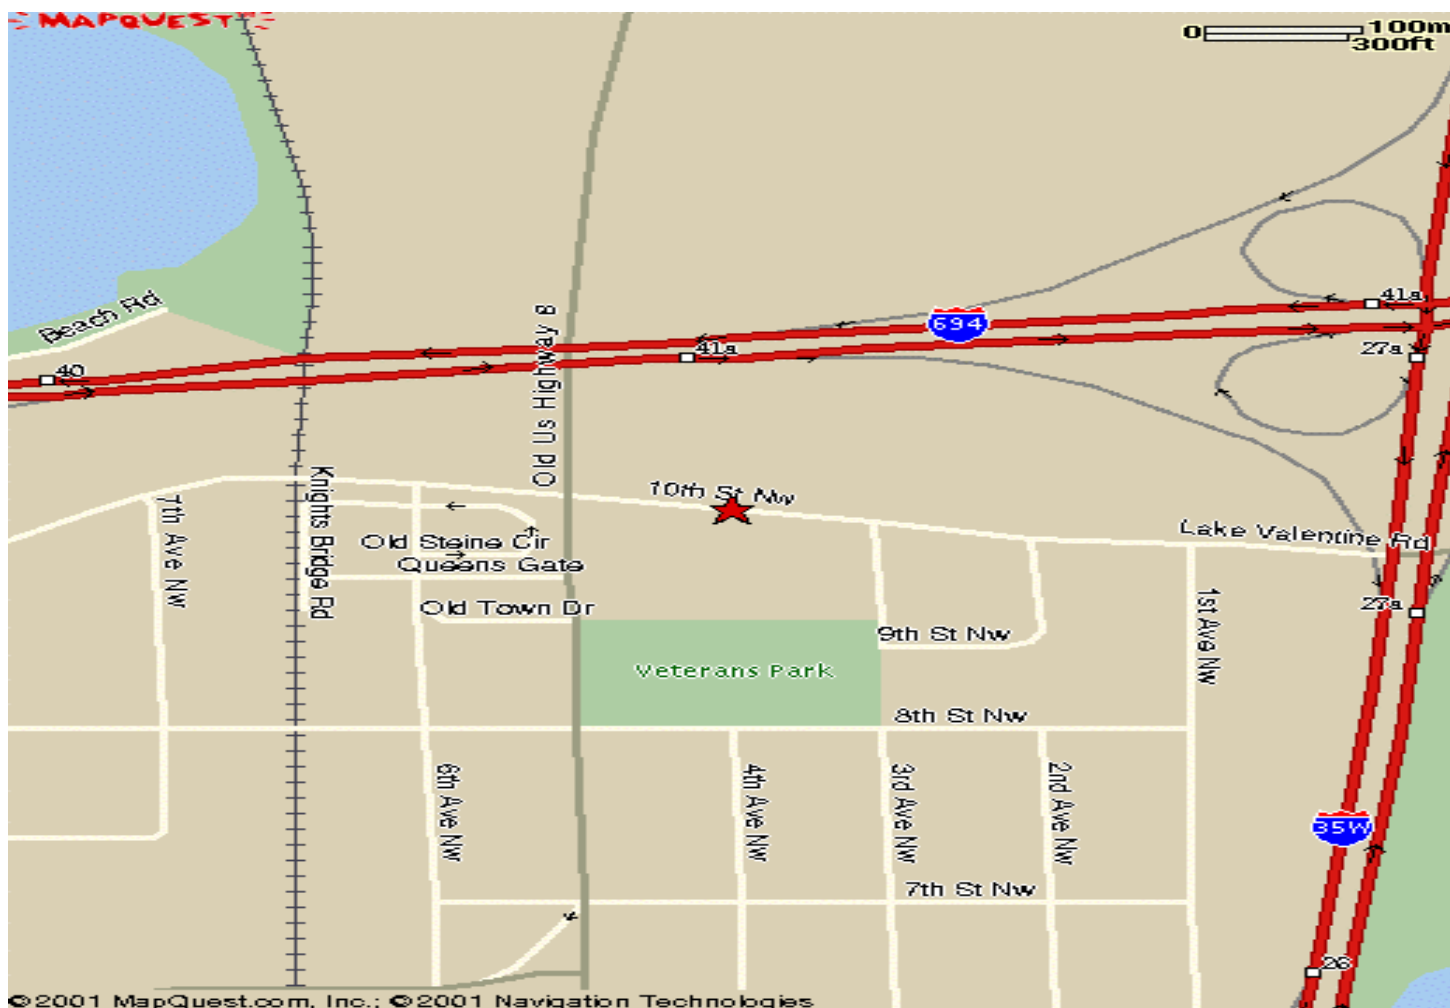 MAPQUEST
0 100m
300ft
Beach Rd
Old Us Highway 8
694
41a
41a
27a
40
Knights Bridge Rd
7th Ave NW
10th St Nw
Lake Valentine Rd
Old Steine Cir
Queens Gate
Old Town Dr
27a
1st Ave NW
9th St Nw
Veterans Park
8th St Nw
6th Ave NW
4th Ave NW
3rd Ave NW
2nd Ave NW
35W
7th St Nw
26
©2001 MapQuest.com, Inc.; ©2001 Navigation Technologies